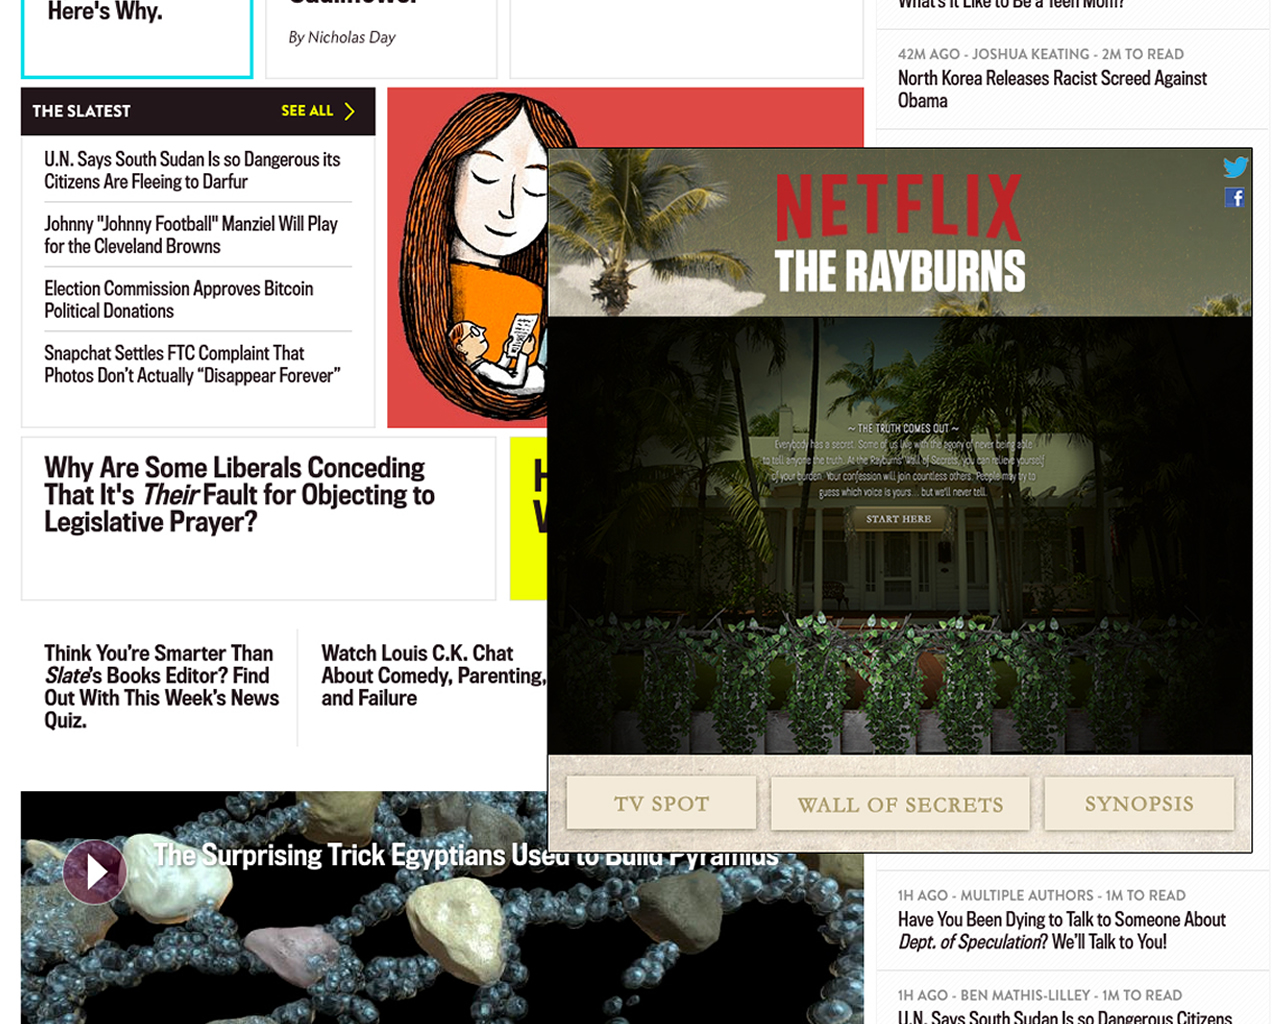 Here's Why.
By Nicholas Day
THE SLATEST
SEE ALL
U.N. Says South Sudan Is so Dangerous its
Citizens Are Fleeing to Darfur
Johnny "Johnny Football" Manziel Will Play
for the Cleveland Browns
Election Commission Approves Bitcoin
Political Donations
Snapchat Settles FTC Complaint That
Photos Don't Actually “Disappear Forever”
Why Are Some Liberals Conceding
That It's Their Fault for Objecting to
Legislative Prayer?
Think You’re Smarter Than
Slate’s Books Editor? Find
Out With This Week’s News
Quiz.
Watch Louis C.K. Chat
About Comedy, Parenting,
and Failure
The Surprising Trick Egyptians Used to Build Pyramids
What's It Like to Be a Teen Mom?
42M AGO - JOSHUA KEATING - 2M TO READ
North Korea Releases Racist Screed Against
Obama
NETFLIX
THE RAYBURNS
~ THE TRUTH COMES OUT ~
Everybody has a secret. Some of us live with the agony of never being able
to tell anyone the truth. At the Rayburns' Wall of Secrets, you can relieve yourself
of your burden. Your confession will join countless others. People may try to
guess which voice is yours... but we'll never tell.
START HERE
TV SPOT
WALL OF SECRETS
SYNOPSIS
1H AGO - MULTIPLE AUTHORS - 1M TO READ
Have You Been Dying to Talk to Someone About
Dept. of Speculation? We'll Talk to You!
1H AGO - BEN MATHIS-LILLEY - 1M TO READ
U.N. Says South Sudan Is so Dangerous Citizens